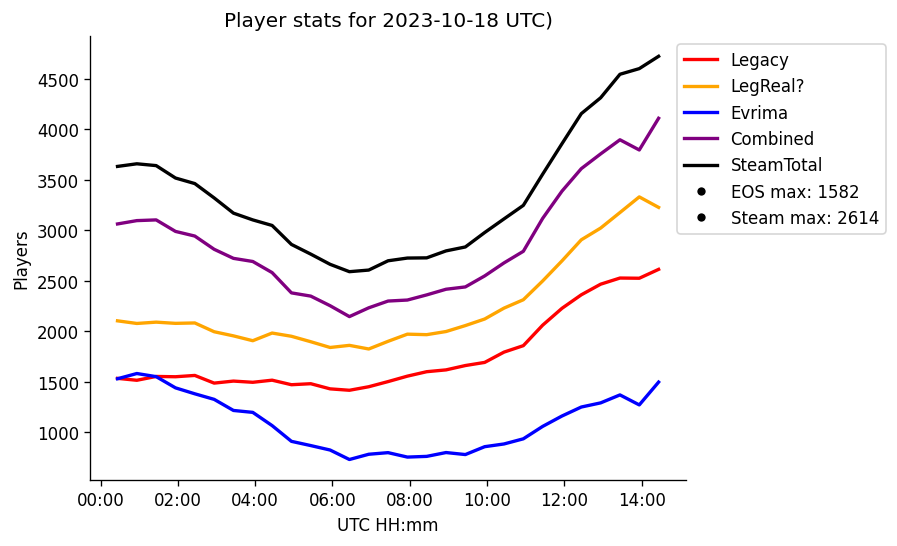 Player stats for 2023-10-18 UTC)
Legacy
LegReal?
Evrima
Combined
SteamTotal
EOS max: 1582
Steam max: 2614
Players
4500
4000
3500
3000
2500
2000
1500
1000
00:00 02:00 04:00 06:00 08:00 10:00 12:00 14:00
UTC HH:mm